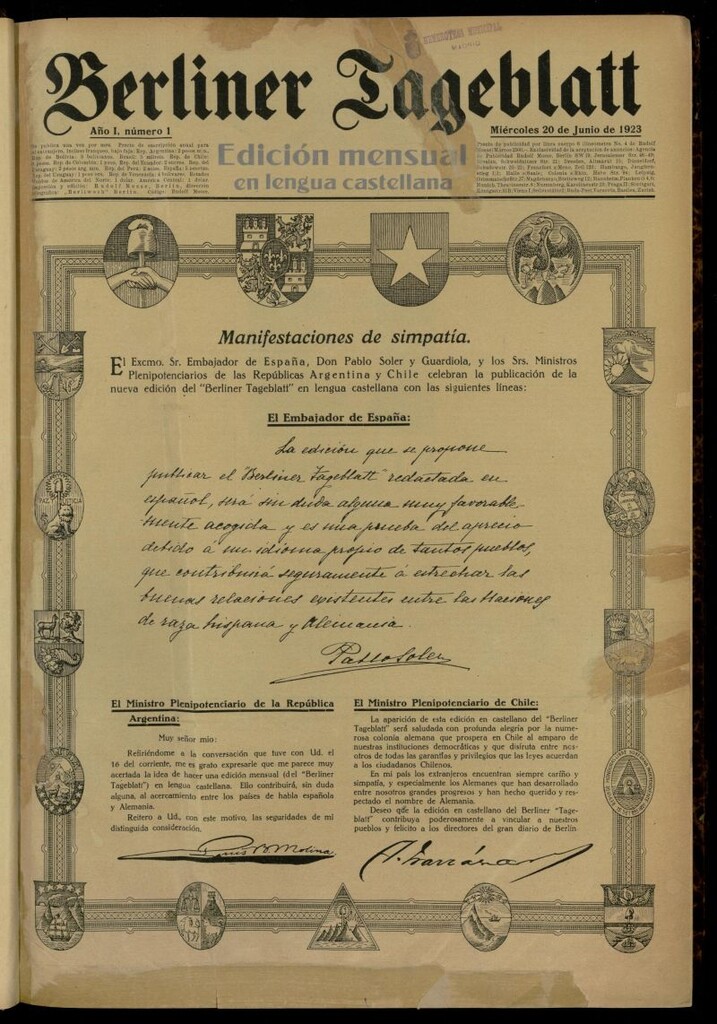 HEMEROTECA MUNICIPAL
MADRID
Berliner Tageblatt
Año I. número 1
Miércoles 20 de Junio de 1923
Edición mensual
en lengua castellana
Manifestaciones de simpatía.
El Excmo. Sr. Embajador de España, Don Pablo Soler y Guardiola, y los Srs. Ministros
Plenipotenciarios de las Repúblicas Argentina y Chile celebran la publicación de la
nueva edición del "Berliner Tageblatt" en lengua castellana con las siguientes líneas:
El Embajador de España:
La edición que se propone
publicar el "Berliner Tageblatt" redactada en
español, será sin duda alguna muy favorable-
mente acogida y es una prueba del aprecio
debido á un idioma propio de tantos pueblos,
que contribuirá seguramente á estrechar las
buenas relaciones existentes entre las Naciones
de raza hispana y Alemania.
Pablo Soler
El Ministro Plenipotenciario de la República
Argentina:
Muy señor mio:
Refiriéndome a la conversación que tuve con Ud. el
16 del corriente, me es grato expresarle que me parece muy
acertada la idea de hacer una edición mensual (del "Berliner
Tageblatt") en lengua castellana. Ello contribuirá, sin duda
alguna, al acercamiento entre los países de habla española
y Alemania.
Reitero a Ud., con este motivo, las seguridades de mi
distinguida consideración.
Molina
El Ministro Plenipotenciario de Chile:
La aparición de esta edición en castellano del "Berliner
Tageblatt" será saludada con profunda alegría por la nume-
rosa colonia alemana que prospera en Chile al amparo de
nuestras instituciones democráticas y que disfruta entre nos-
otros de todas las garantías y privilegios que las leyes acuerdan
a los ciudadanos Chilenos.
En mi país los extranjeros encuentran siempre cariño y
simpatía, y especialmente los Alemanes que han desarrollado
entre nosotros grandes progresos y han hecho querido y res-
petado el nombre de Alemania.
Deseo que la edición en castellano del Berliner "Tage-
blatt" contribuya poderosamente a vincular a nuestros
pueblos y felicito a los directores del gran diario de Berlin